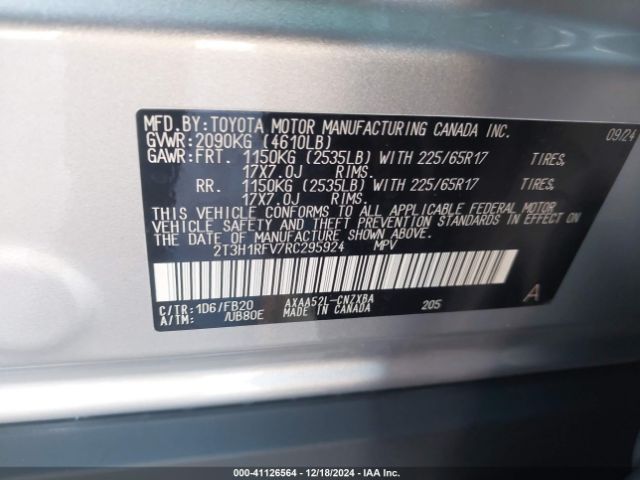 MFD.BY:TOYOTA MOTOR MANUFACTURING CANADA INC. 09/24
GVWR:2090KG (4610LB)
GAWR:FRT. 1150KG (2535LB) WITH 225/65R17 TIRES,
17X7.0J RIMS.
RR. 1150KG (2535LB) WITH 225/65R17 TIRES,
17X7.0J RIMS.
THIS VEHICLE CONFORMS TO ALL APPLICABLE FEDERAL MOTOR
VEHICLE SAFETY, BUMPER, AND THEFT PREVENTION STANDARDS IN EFFECT ON
THE DATE OF MANUFACTURE SHOWN ABOVE.
2T3H1RFV7RC295924 MPV
C/TR:1D6/FB20 AXAA52L-CNZXBA 205 A
A/TM: /UB80E MADE IN CANADA
000-41126564 - 12/18/2024 - IAA Inc.